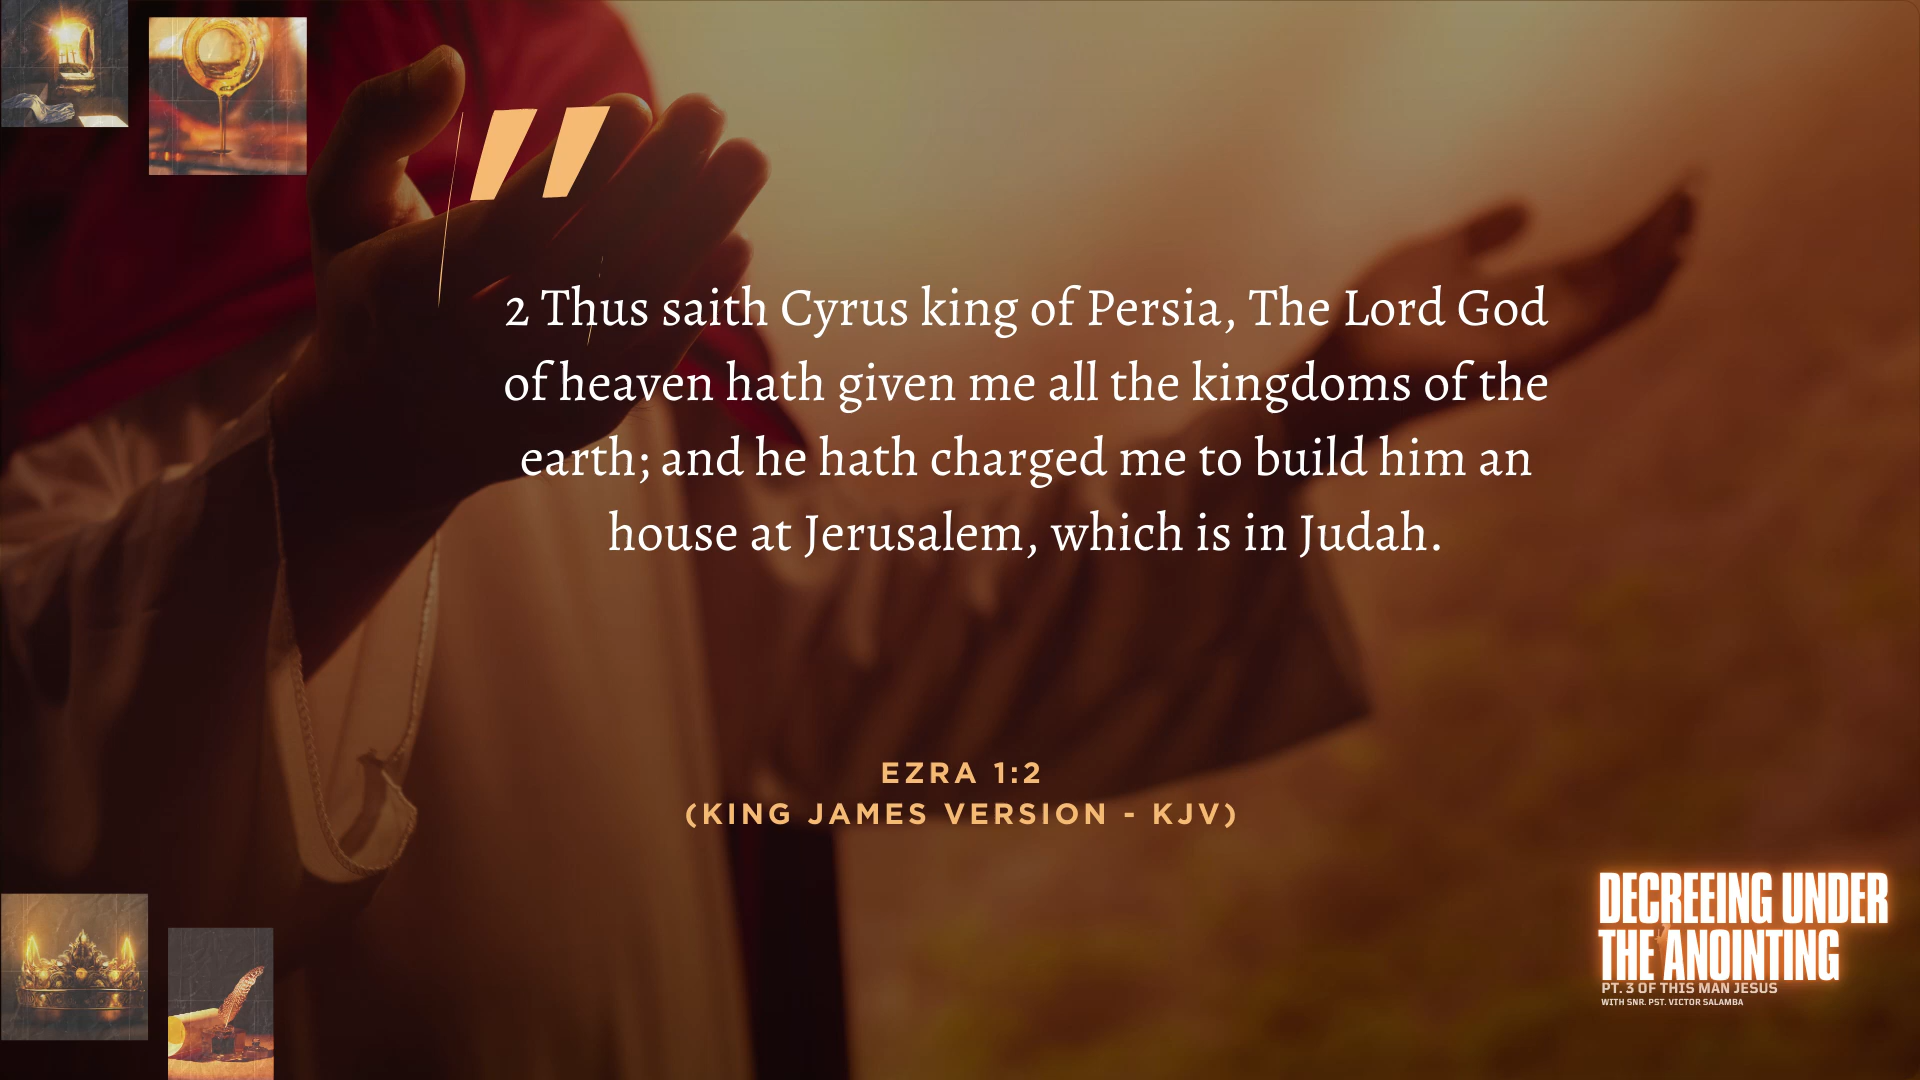 "
2 Thus saith Cyrus king of Persia, The Lord God
of heaven hath given me all the kingdoms of the
earth; and he hath charged me to build him an
house at Jerusalem, which is in Judah.
EZRA 1:2
(KING JAMES VERSION - KJV)
DECREEING UNDER
THE ANOINTING
PT. 3 OF THIS MAN JESUS
WITH SNR. PST. VICTOR SALAMBA